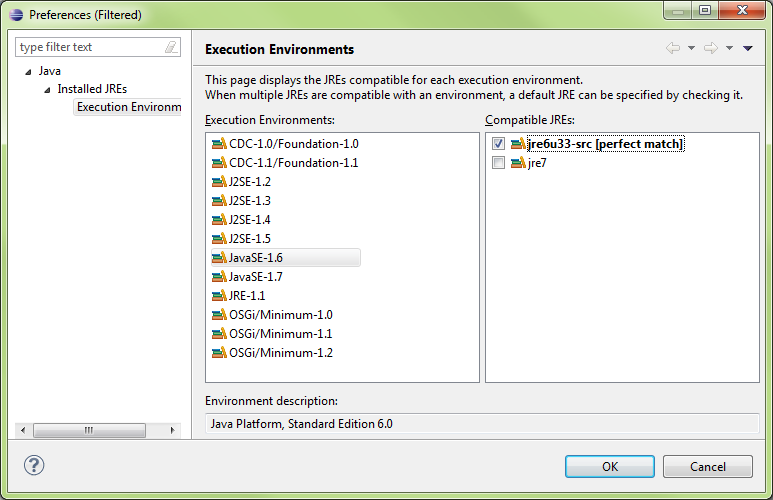 Preferences (Filtered)
type filter text
Java
Installed JREs
Execution Environm
Execution Environments
This page displays the JREs compatible for each execution environment.
When multiple JREs are compatible with an environment, a default JRE can be specified by checking it.
Execution Environments:
CDC-1.0/Foundation-1.0
CDC-1.1/Foundation-1.1
J2SE-1.2
J2SE-1.3
J2SE-1.4
J2SE-1.5
JavaSE-1.6
JavaSE-1.7
JRE-1.1
OSGi/Minimum-1.0
OSGi/Minimum-1.1
OSGi/Minimum-1.2
Compatible JREs:
jre6u33-src [perfect match]
jre7
Environment description:
Java Platform, Standard Edition 6.0
?
OK
Cancel